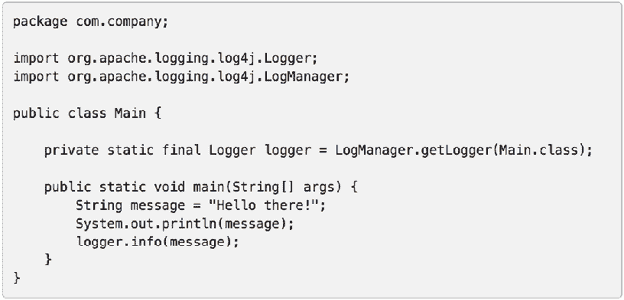 package com.company;
import org.apache.logging.log4j.Logger;
import org.apache.logging.log4j.LogManager;
public class Main {
    private static final Logger logger = LogManager.getLogger(Main.class);
    public static void main(String[] args) {
        String message = "Hello there!";
        System.out.println(message);
        logger.info(message);
    }
}